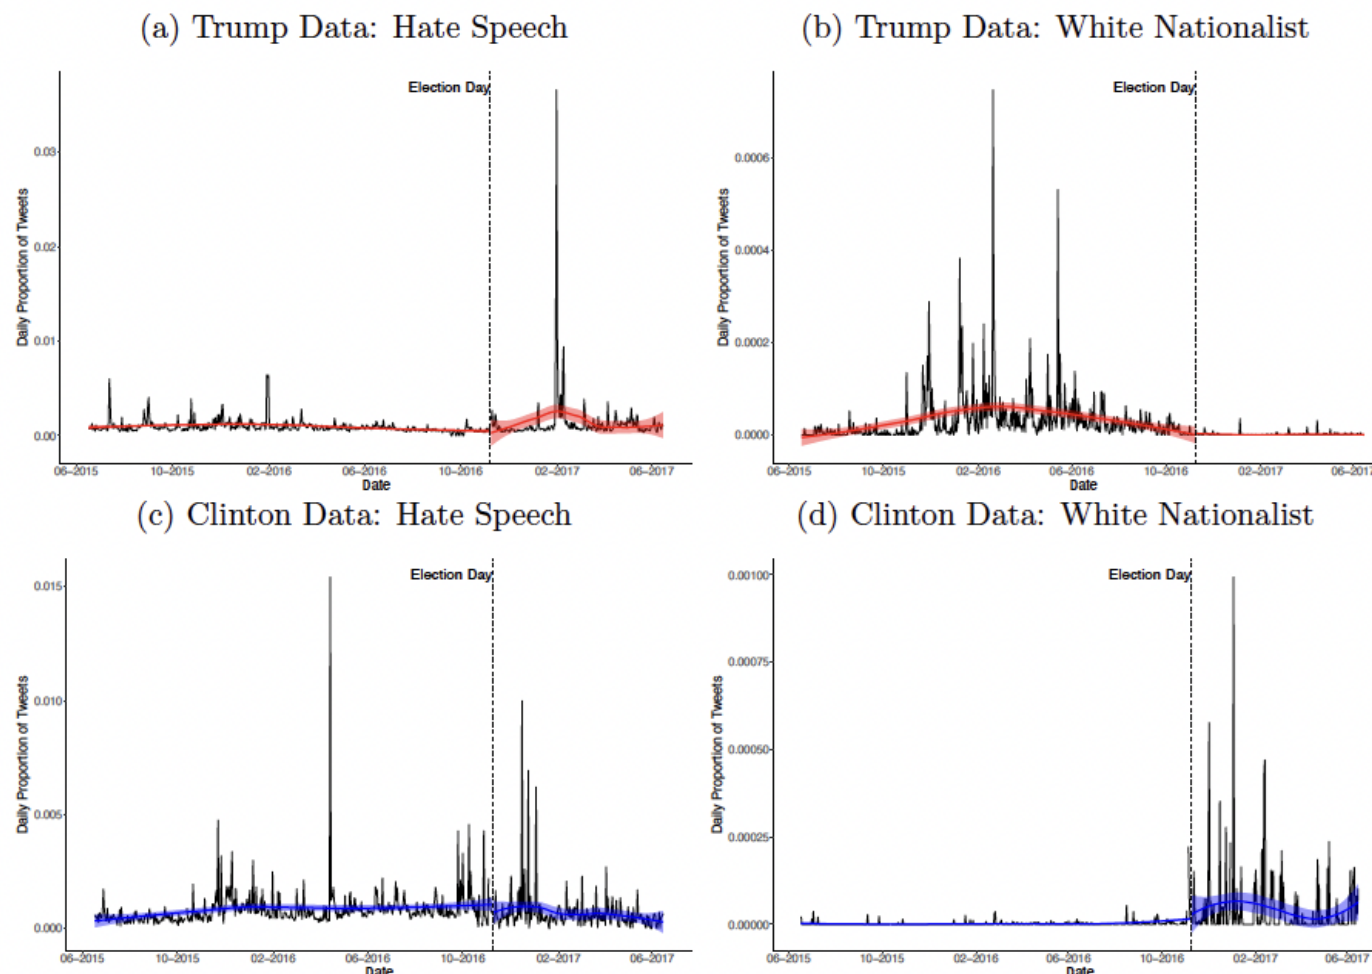 (a) Trump Data: Hate Speech
Election Day
Daily Proportion of Tweets
0.03
0.02
0.01
0.00
06–2015 10–2015 02–2016 06–2016 10–2016 02–2017 06–2017
Date
(b) Trump Data: White Nationalist
Election Day
Daily Proportion of Tweets
0.0006
0.0004
0.0002
0.0000
06–2015 10–2015 02–2016 06–2016 10–2016 02–2017 06–2017
Date
(c) Clinton Data: Hate Speech
Election Day
Daily Proportion of Tweets
0.015
0.010
0.005
0.000
06–2015 10–2015 02–2016 06–2016 10–2016 02–2017 06–2017
Date
(d) Clinton Data: White Nationalist
Election Day
Daily Proportion of Tweets
0.00100
0.00075
0.00050
0.00025
0.00000
06–2015 10–2015 02–2016 06–2016 10–2016 02–2017 06–2017
Date